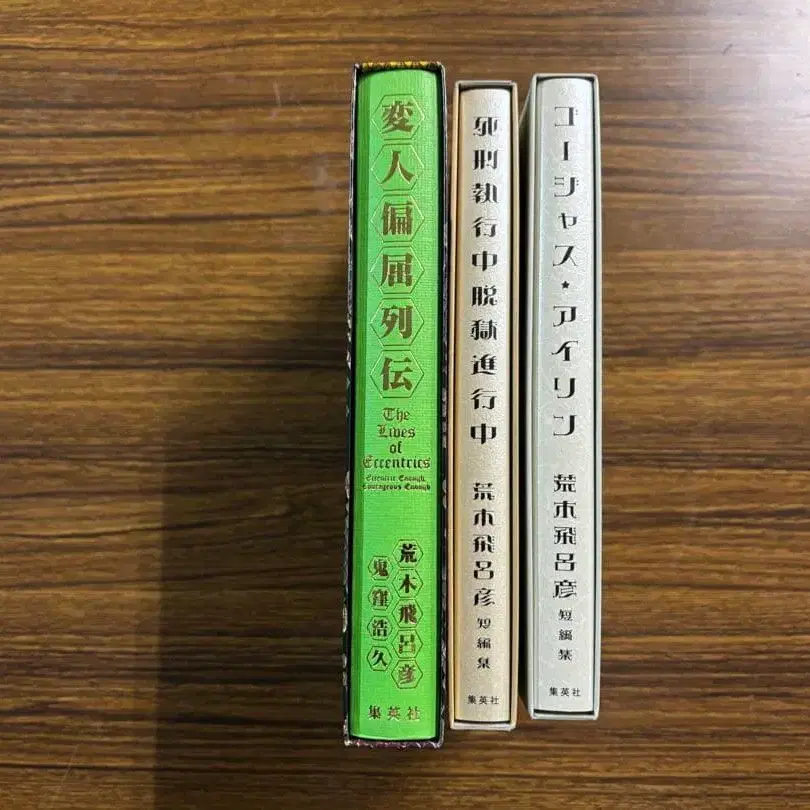 変人偏屈列伝
The
Lives
of
Eccentrics
Eccentric Enough,
Courageous Enough
荒木飛呂彦
鬼窪浩久
集英社
死刑執行中脱獄進行中
荒木飛呂彦
短編集
集英社
ゴージャス★アイリン
荒木飛呂彦
短編集
集英社